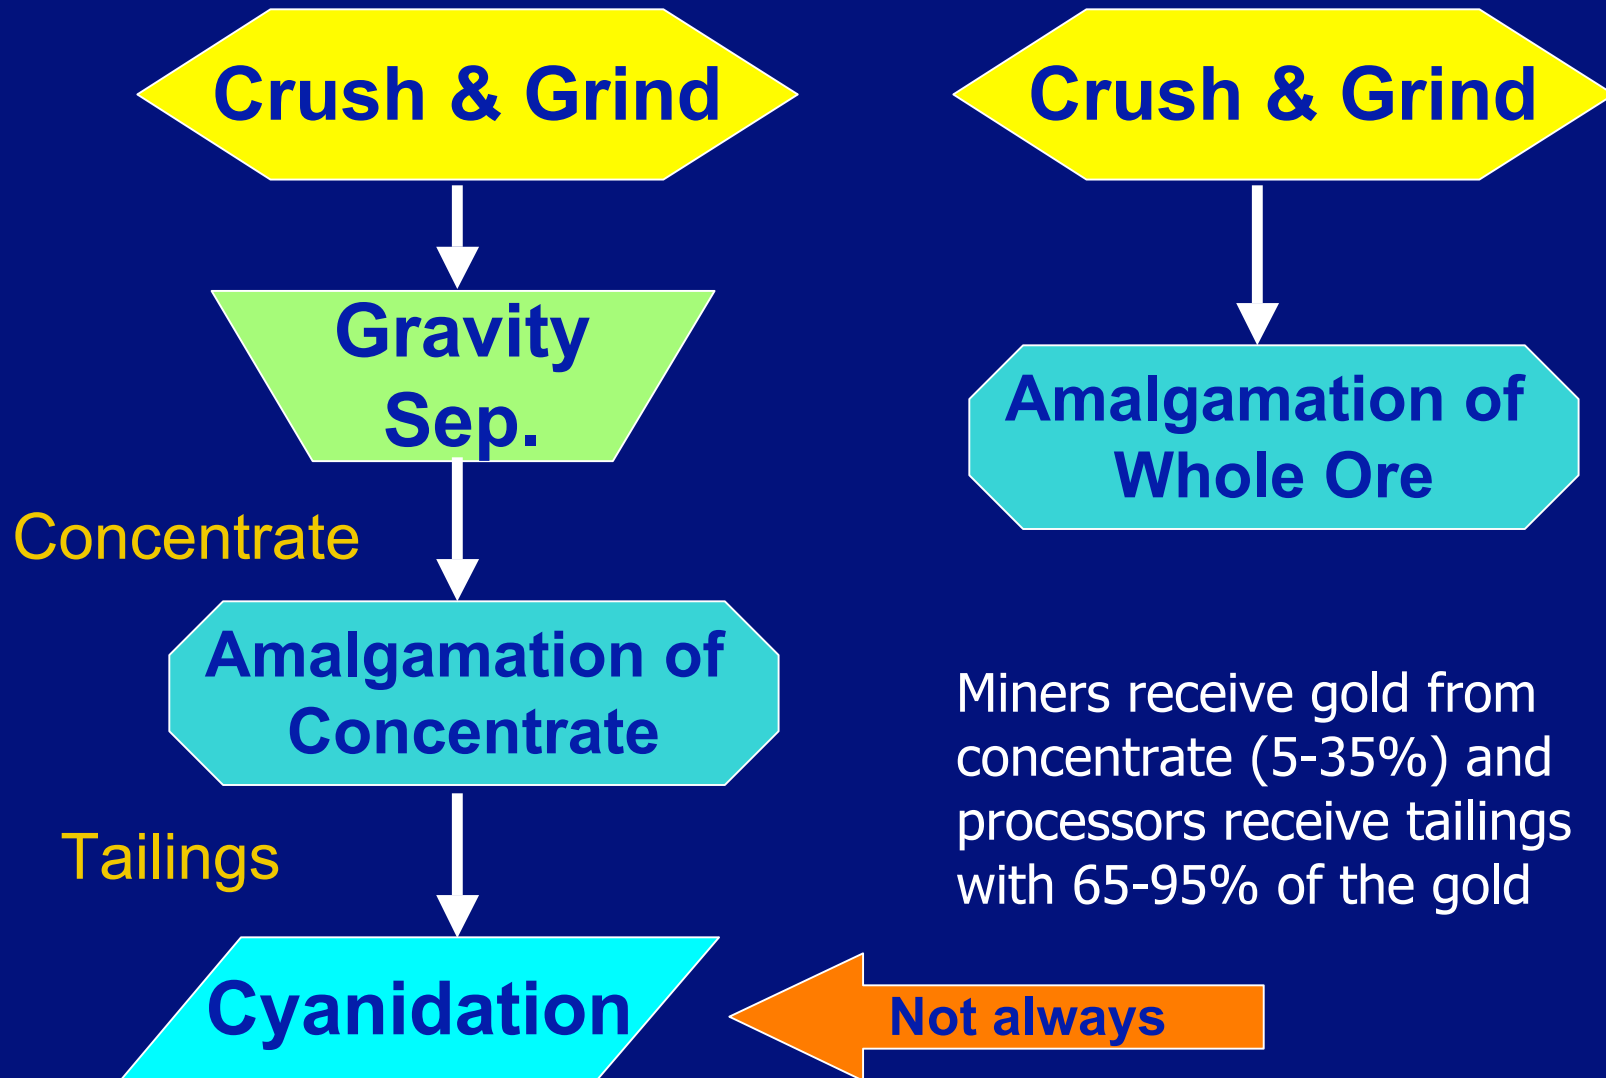 Crush & Grind
Gravity
Sep.
Concentrate
Amalgamation of
Concentrate
Tailings
Cyanidation
Crush & Grind
Amalgamation of
Whole Ore
Miners receive gold from
concentrate (5-35%) and
processors receive tailings
with 65-95% of the gold
Not always